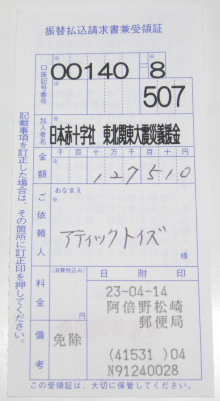 振替払込請求書兼受領証
口座記号番号
00140 8
507
加入者名
日本赤十字社 東北関東大震災義援金
金額
千 百 十 万 千 百 十 円
127510
ご依頼人
おなまえ
アティックトイズ
様
料金
(消費税込み)
円
備考
免除
日附印
23-04-14
阿倍野松崎
郵便局
(41531)04
N91240028
記載事項を訂正した場合は、その箇所に訂正印を押してください。
この受領証は、大切に保管してください。